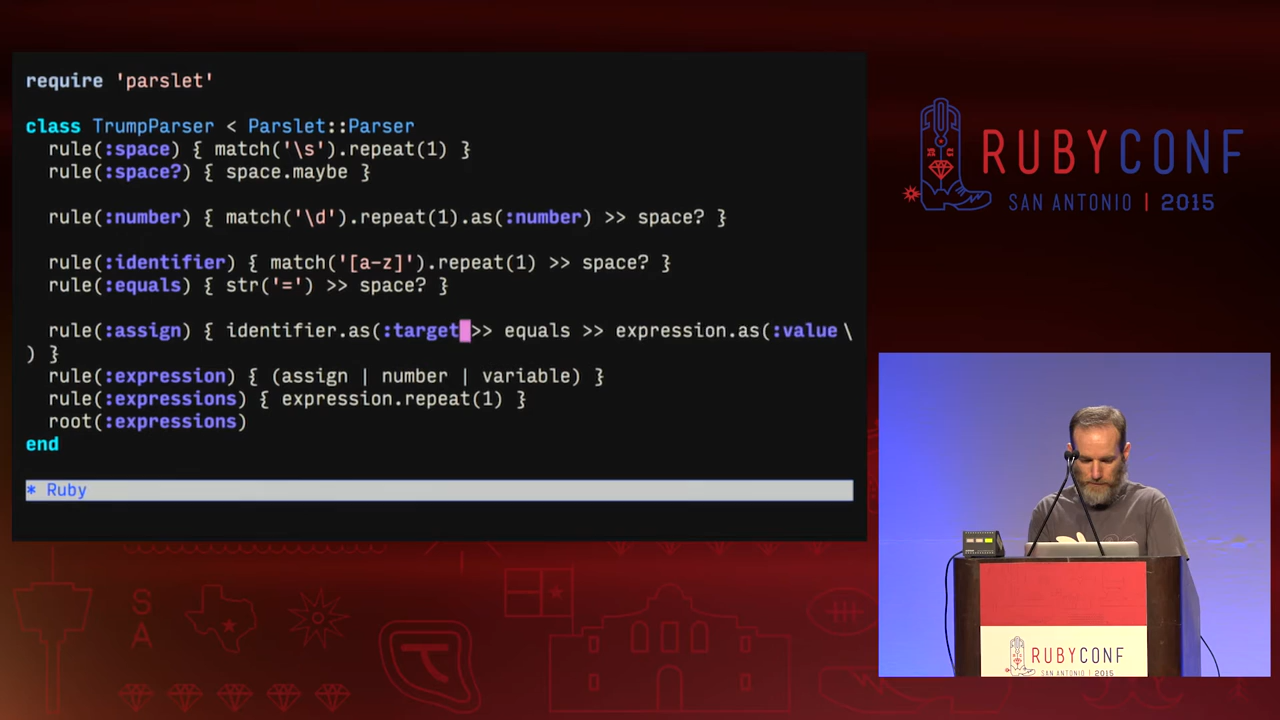 require 'parslet'
class TrumpParser < Parslet::Parser
  rule(:space) { match('\s').repeat(1) }
  rule(:space?) { space.maybe }
  rule(:number) { match('\d').repeat(1).as(:number) >> space? }
  rule(:identifier) { match('[a-z]').repeat(1) >> space? }
  rule(:equals) { str('=') >> space? }
  rule(:assign) { identifier.as(:target >> equals >> expression.as(:value \
) }
  rule(:expression) { (assign | number | variable) }
  rule(:expressions) { expression.repeat(1) }
  root(:expressions)
end
* Ruby
RUBYCONF
SAN ANTONIO | 2015
S
A
RUBYCONF
SAN ANTONIO | 2015